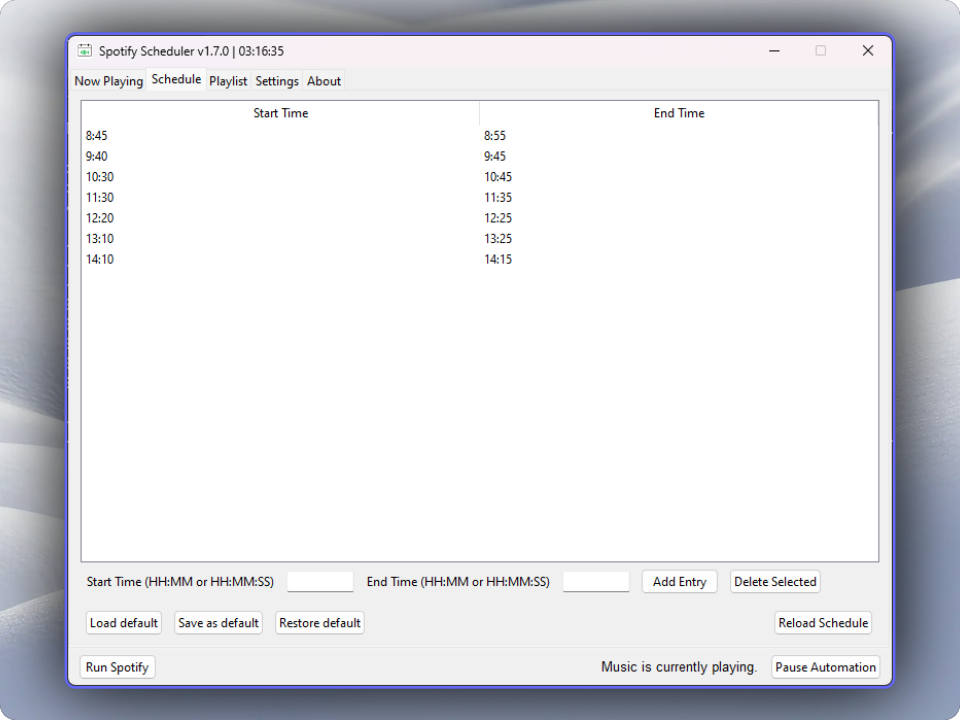 Spotify Scheduler v1.7.0 | 03:16:35
Now Playing Schedule Playlist Settings About
Start Time End Time
8:45 8:55
9:40 9:45
10:30 10:45
11:30 11:35
12:20 12:25
13:10 13:25
14:10 14:15
Start Time (HH:MM or HH:MM:SS) End Time (HH:MM or HH:MM:SS) Add Entry Delete Selected
Load default Save as default Restore default Reload Schedule
Run Spotify Music is currently playing. Pause Automation